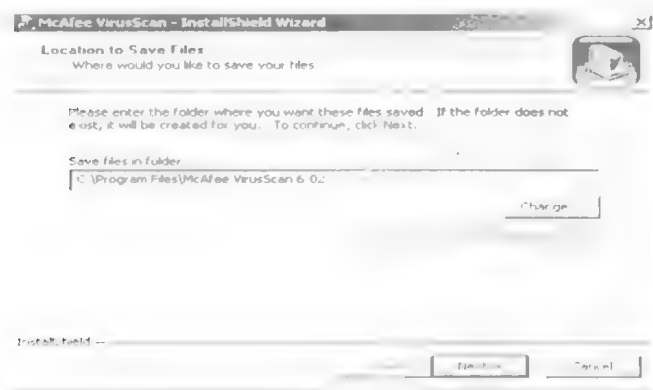 McAfee VirusScan - InstallShield Wizard
Location to Save Files
Where would you like to save your files
Please enter the folder where you want these files saved. If the folder does not
exist, it will be created for you. To continue, click Next.
Save files in folder
C:\Program Files\McAfee VirusScan 6.02
Change...
InstallShield
Next >
Cancel